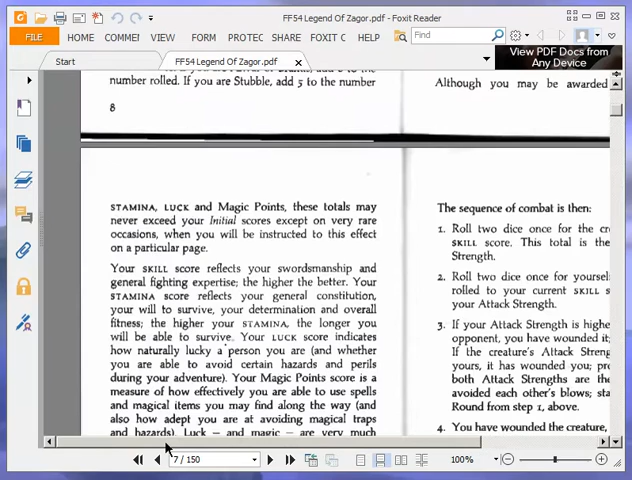 FF54 Legend Of Zagor.pdf - Foxit Reader
FILE HOME COMMEI VIEW FORM PROTEC SHARE FOXIT C HELP Find
Start FF54 Legend Of Zagor.pdf
View PDF Docs from
Any Device
number rolled. If you are Stubble, add 5 to the number
8
Although you may be awarded
STAMINA, LUCK and Magic Points, these totals may
never exceed your Initial scores except on very rare
occasions, when you will be instructed to this effect
on a particular page.
Your SKILL score reflects your swordsmanship and
general fighting expertise; the higher the better. Your
STAMINA score reflects your general constitution,
your will to survive, your determination and overall
fitness; the higher your STAMINA, the longer you
will be able to survive. Your LUCK score indicates
how naturally lucky a person you are (and whether
you are able to avoid certain hazards and perils
during your adventure). Your Magic Points score is a
measure of how effectively you are able to use spells
and magical items you may find along the way (and
also how adept you are at avoiding magical traps
and hazards). Luck – and magic – are very much
The sequence of combat is then:
1. Roll two dice once for the cre
SKILL score. This total is the
Strength.
2. Roll two dice once for yourself
rolled to your current SKILL s
your Attack Strength.
3. If your Attack Strength is highe
opponent, you have wounded it;
If the creature's Attack Streng
yours, it has wounded you; pro
both Attack Strengths are the
avoided each other's blows; sta
Round from step 1, above.
4. You have wounded the creature,
7 / 150
100%